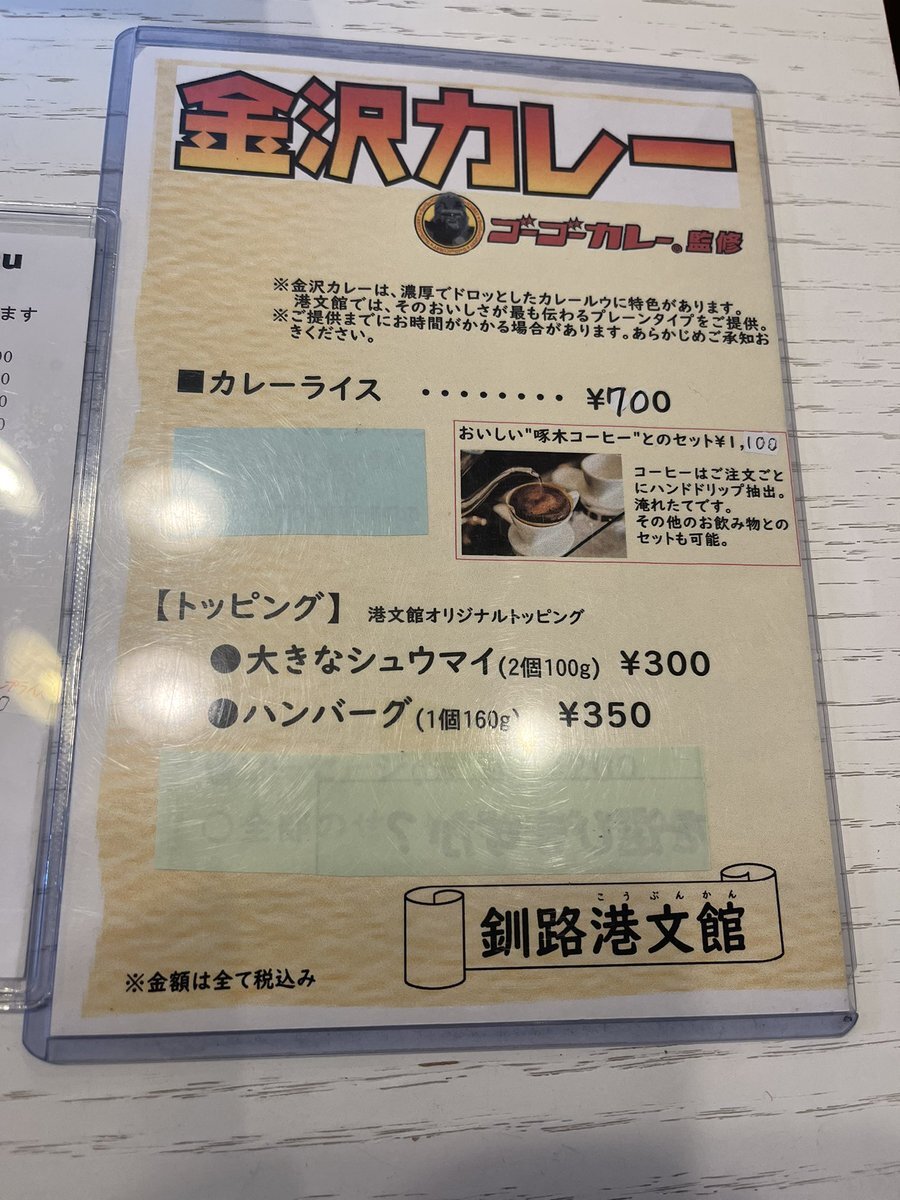 金沢カレー
ゴーゴーカレー®監修
※金沢カレーは、濃厚でドロッとしたカレールウに特色があります。
港文館では、そのおいしさが最も伝わるプレーンタイプをご提供。
※ご提供までにお時間がかかる場合があります。あらかじめご承知お
きください。
■カレーライス ・・・・・・・・ ¥700
おいしい"啄木コーヒー"とのセット¥1,100
コーヒーはご注文ごと
にハンドドリップ抽出。
淹れたてです。
その他のお飲み物との
セットも可能。
【トッピング】 港文館オリジナルトッピング
●大きなシュウマイ(2個100g) ¥300
●ハンバーグ(1個160g) ¥350
こうぶんかん
釧路港文館
※金額は全て税込み
u
ます
00
0
0
0